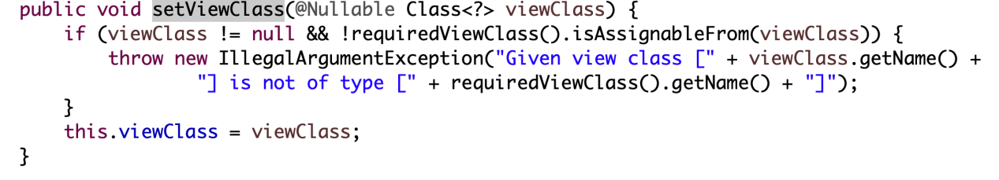 public void setViewClass(@Nullable Class<?> viewClass) {
    if (viewClass != null && !requiredViewClass().isAssignableFrom(viewClass)) {
        throw new IllegalArgumentException("Given view class [" + viewClass.getName() +
                "] is not of type [" + requiredViewClass().getName() + "]");
    }
    this.viewClass = viewClass;
}